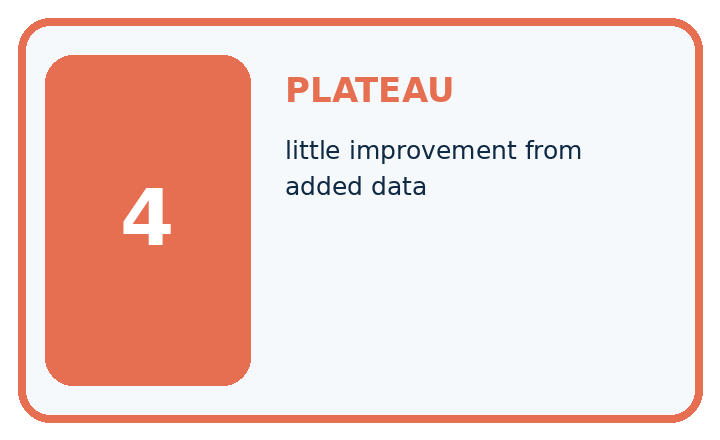 4
PLATEAU
little improvement from
added data